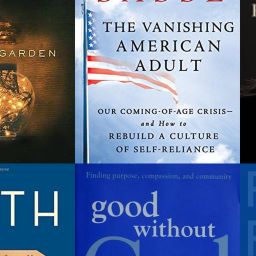 GARDEN
SASSE
THE VANISHING
AMERICAN
ADULT
OUR COMING-OF-AGE CRISIS—
and How to
REBUILD A CULTURE
OF SELF-RELIANCE
TH
Finding purpose, compassion, and community
good
without
God